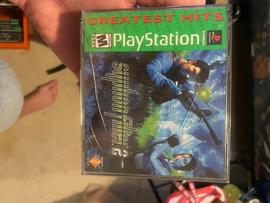 GREATEST HITS
M
PlayStation
Syphon Filter 2